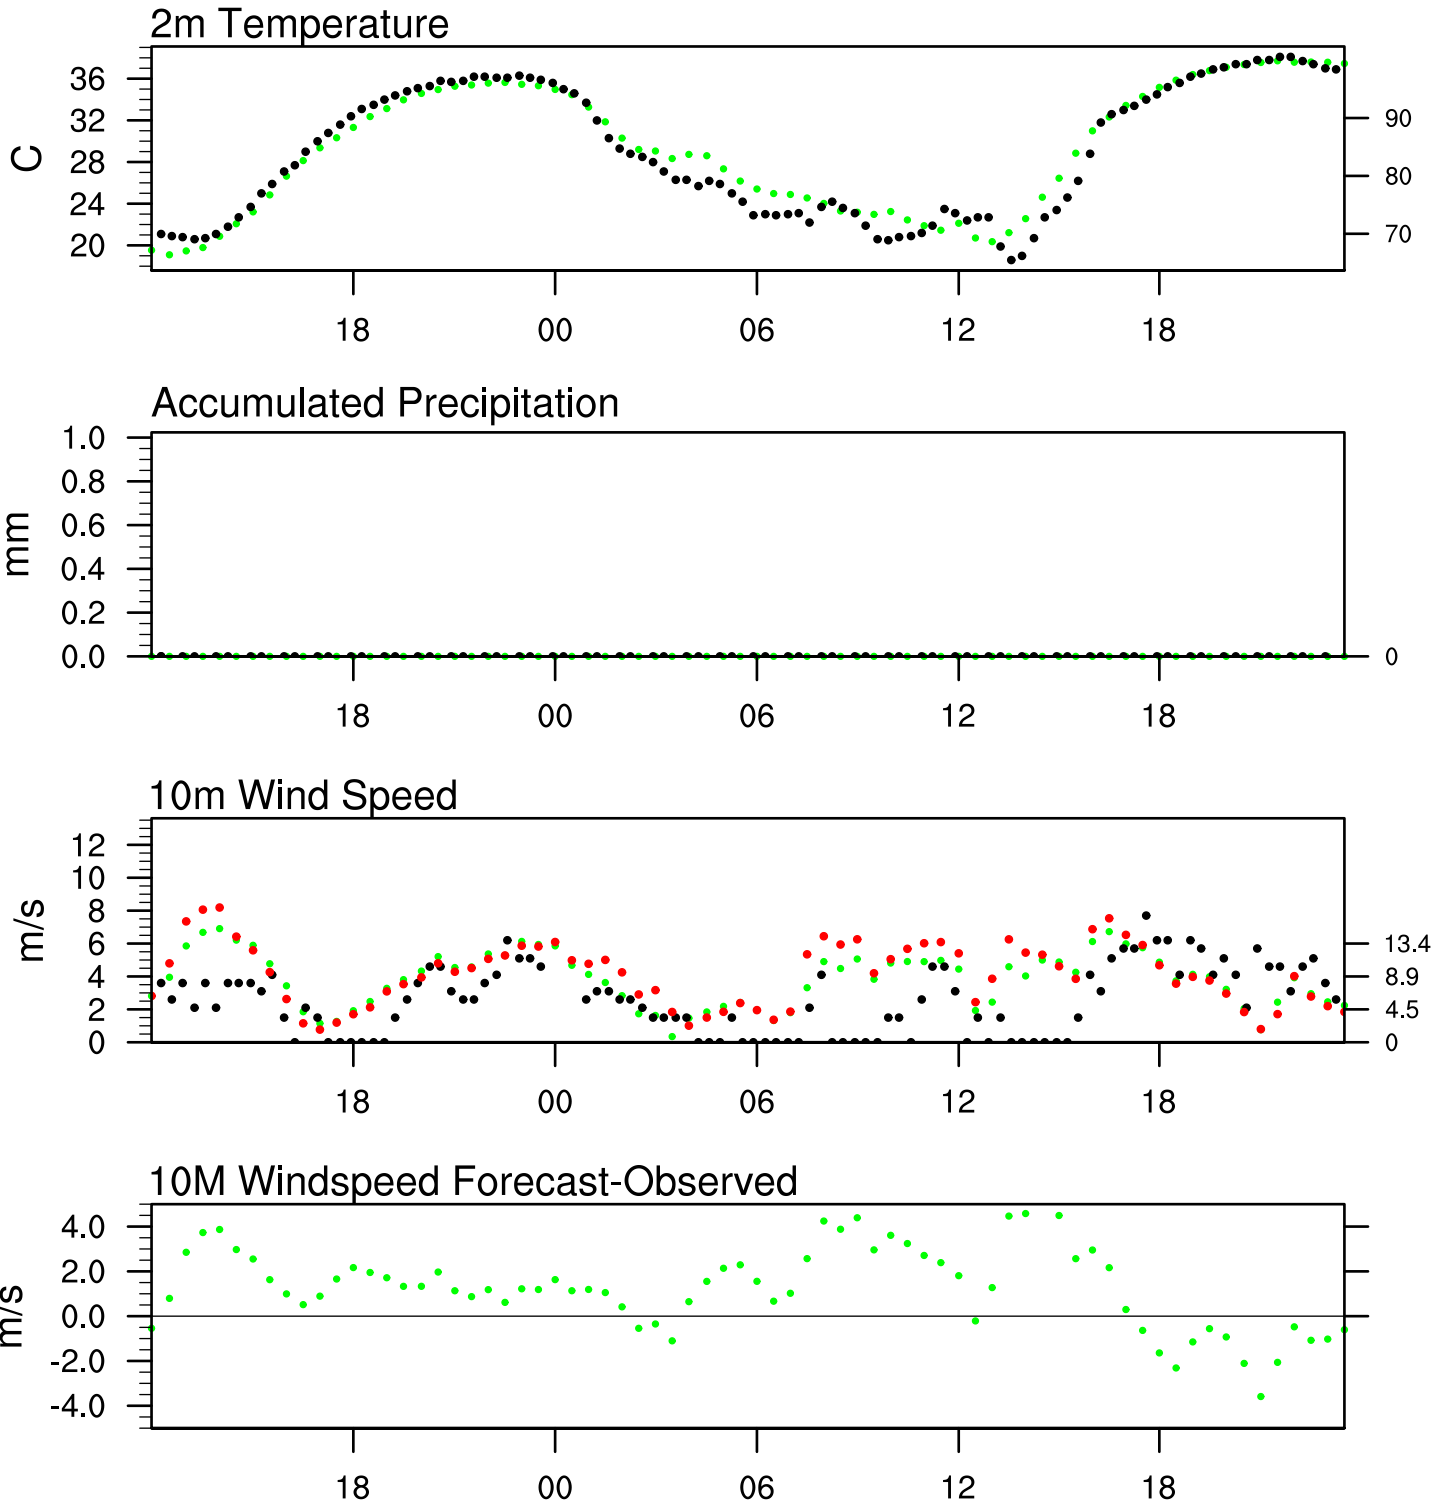 2m Temperature
C
36
32
28
24
20
90
80
70
18 00 06 12 18
Accumulated Precipitation
mm
1.0
0.8
0.6
0.4
0.2
0.0
0
18 00 06 12 18
10m Wind Speed
m/s
12
10
8
6
4
2
0
13.4
8.9
4.5
0
18 00 06 12 18
10M Windspeed Forecast-Observed
m/s
4.0
2.0
0.0
-2.0
-4.0
18 00 06 12 18